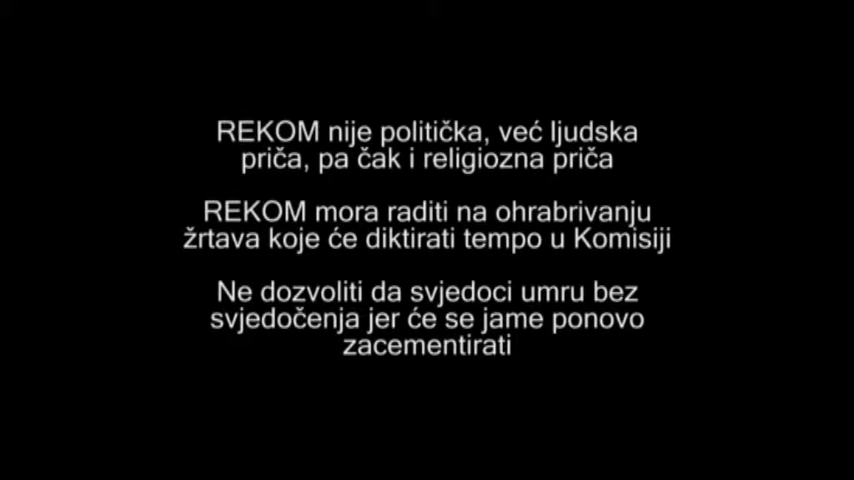 REKOM nije politička, već ljudska
priča, pa čak i religiozna priča
REKOM mora raditi na ohrabrivanju
žrtava koje će diktirati tempo u Komisiji
Ne dozvoliti da svjedoci umru bez
svjedočenja jer će se jame ponovo
zacementirati